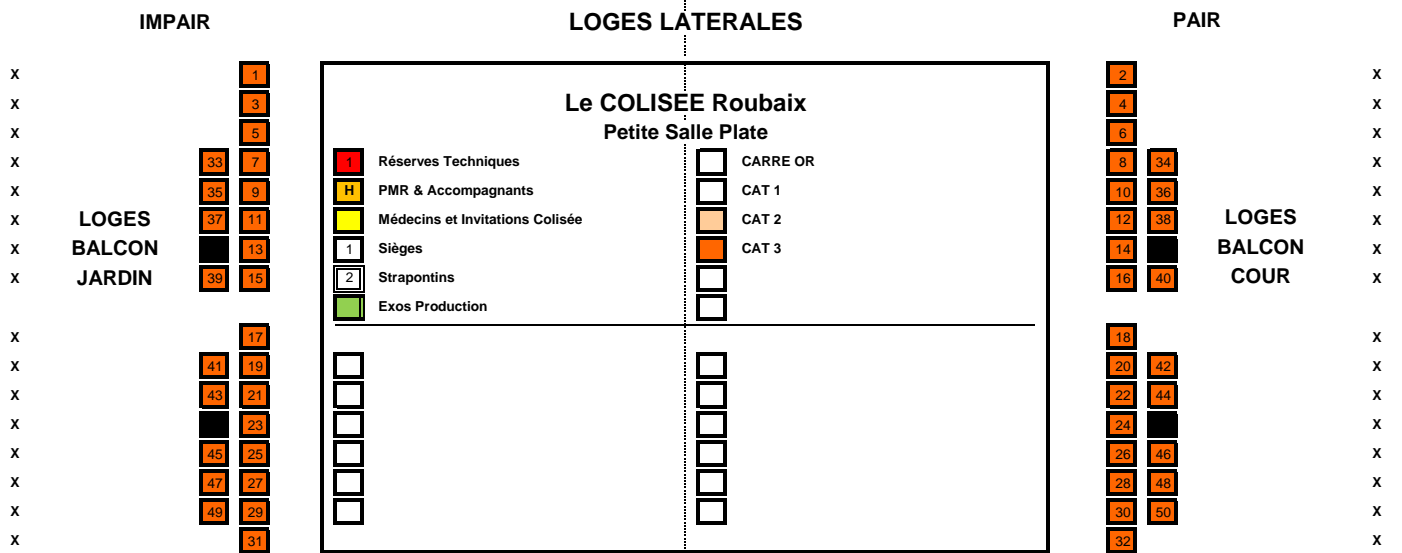 IMPAIR LOGES LATERALES PAIR
X 1 2 X
X 3 Le COLISEE Roubaix 4 X
X 5 Petite Salle Plate 6 X
X 33 7 1 Réserves Techniques CARRE OR 8 34 X
X 35 9 H PMR & Accompagnants CAT 1 10 36 X
X LOGES 37 11 Médecins et Invitations Colisée CAT 2 12 38 LOGES X
X BALCON 13 1 Sièges CAT 3 14 BALCON X
X JARDIN 39 15 2 Strapontins 16 40 COUR X
Exos Production
X 17 18 X
X 41 19 20 42 X
X 43 21 22 44 X
X 23 24 X
X 45 25 26 46 X
X 47 27 28 48 X
X 49 29 30 50 X
X 31 32 X